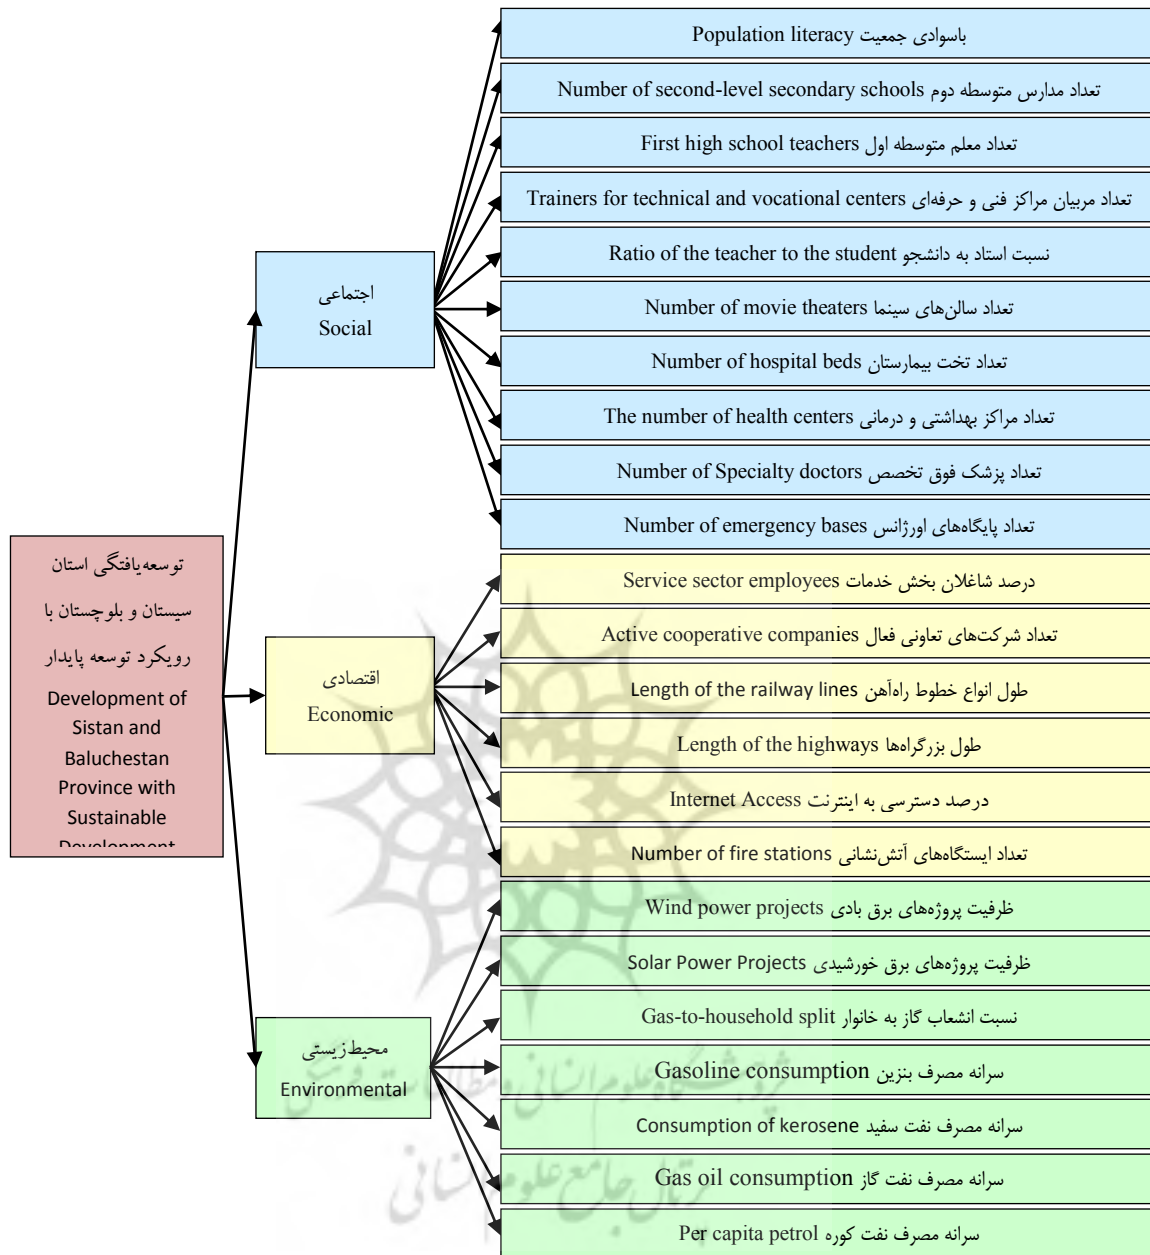 توسعه‌یافتگی استان
سیستان و بلوچستان با
رویکرد توسعه پایدار
Development of
Sistan and
Baluchestan
Province with
Sustainable
Development
اجتماعی
Social
باسوادی جمعیت Population literacy
تعداد مدارس متوسطه دوم Number of second-level secondary schools
تعداد معلم متوسطه اول First high school teachers
تعداد مربیان مراکز فنی و حرفه‌ای Trainers for technical and vocational centers
نسبت استاد به دانشجو Ratio of the teacher to the student
تعداد سالن‌های سینما Number of movie theaters
تعداد تخت بیمارستان Number of hospital beds
تعداد مراکز بهداشتی و درمانی The number of health centers
تعداد پزشک فوق تخصص Number of Specialty doctors
تعداد پایگاه‌های اورژانس Number of emergency bases
اقتصادی
Economic
درصد شاغلان بخش خدمات Service sector employees
تعداد شرکت‌های تعاونی فعال Active cooperative companies
طول انواع خطوط راه‌آهن Length of the railway lines
طول بزرگراه‌ها Length of the highways
درصد دسترسی به اینترنت Internet Access
تعداد ایستگاه‌های آتش‌نشانی Number of fire stations
محیط‌زیستی
Environmental
ظرفیت پروژه‌های برق بادی Wind power projects
ظرفیت پروژه‌های برق خورشیدی Solar Power Projects
نسبت انشعاب گاز به خانوار Gas-to-household split
سرانه مصرف بنزین Gasoline consumption
سرانه مصرف نفت سفید Consumption of kerosene
سرانه مصرف نفت گاز Gas oil consumption
سرانه مصرف نفت کوره Per capita petrol
پژوهشگاه علوم انسانی و مطالعات فرهنگی
پرتال جامع علوم انسانی